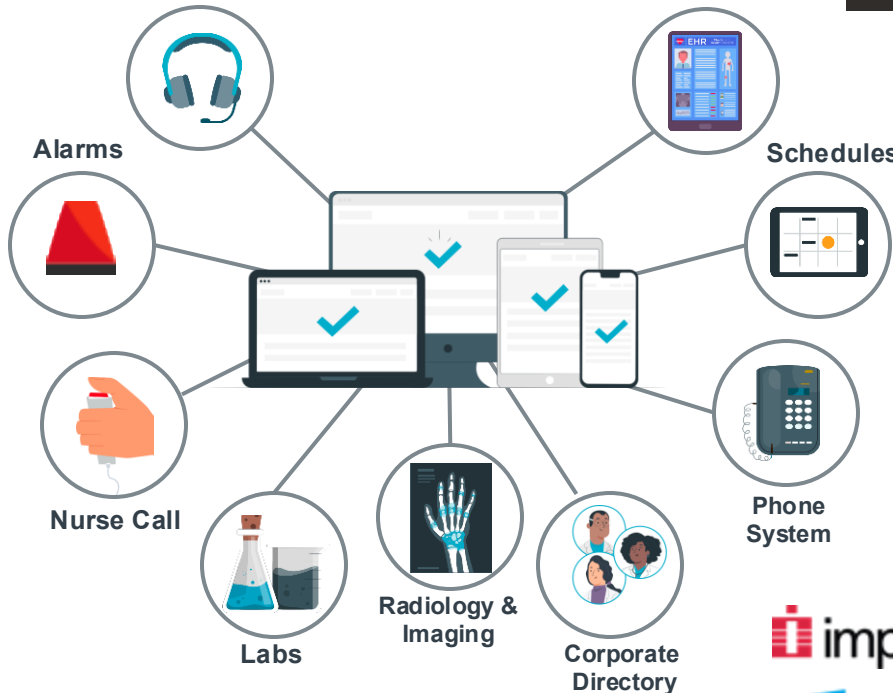 EHR
Alarms
Schedules
Nurse Call
Phone
System
Radiology &
Imaging
Labs
Corporate
Directory
imp